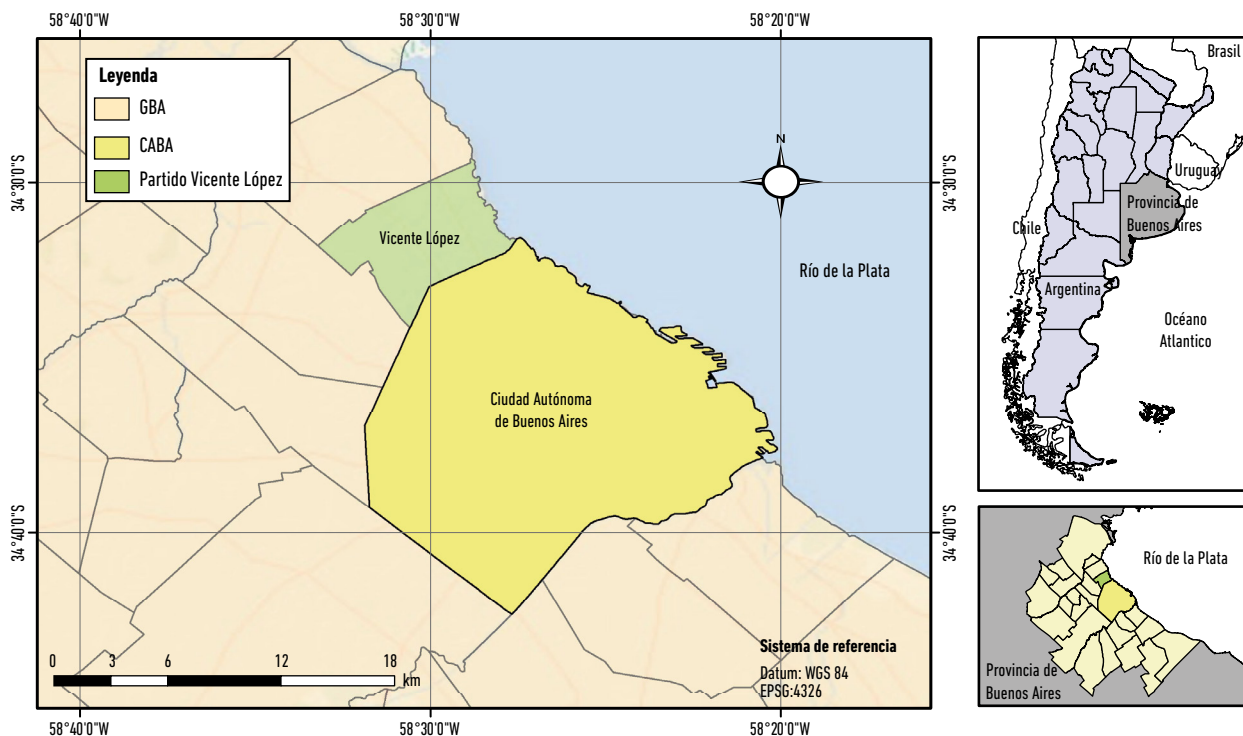 58°40'0"W
58°30'0"W
58°20'0"W
34°30'0"S
34°40'0"S
Leyenda
GBA
CABA
Partido Vicente López
N
Vicente López
Río de la Plata
Ciudad Autónoma
de Buenos Aires
Sistema de referencia
Dátum: WGS 84
EPSG:4326
0 3 6 12 18
km
34°30'0"S
34°40'0"S
58°40'0"W
58°30'0"W
58°20'0"W
Brasil
Uruguay
Provincia de
Buenos Aires
Chile
Argentina
Océano
Atlantico
Río de la Plata
Provincia de
Buenos Aires